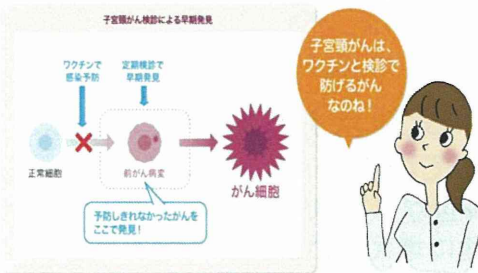 子宮頸がん検診による早期発見
ワクチンで
感染予防
定期検診で
早期発見
正常細胞
前がん病変
がん細胞
予防しきれなかったがんを
ここで発見！
子宮頸がんは、
ワクチンと検診で
防げるがん
なのね！